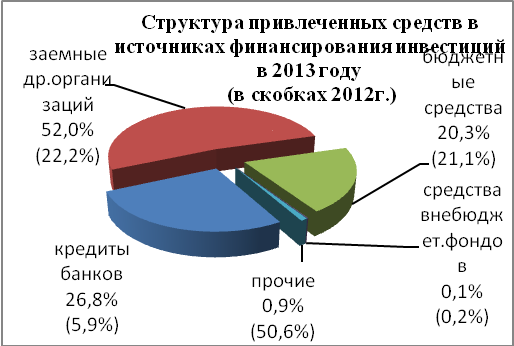 Структура привлеченных средств в
источниках финансирования инвестиций
в 2013 году
(в скобках 2012г.)
заемные
др.органи
заций
52,0%
(22,2%)
бюджетн
ые
средства
20,3%
(21,1%)
средства
внебюдж
ет.фондо
в
0,1%
(0,2%)
прочие
0,9%
(50,6%)
кредиты
банков
26,8%
(5,9%)